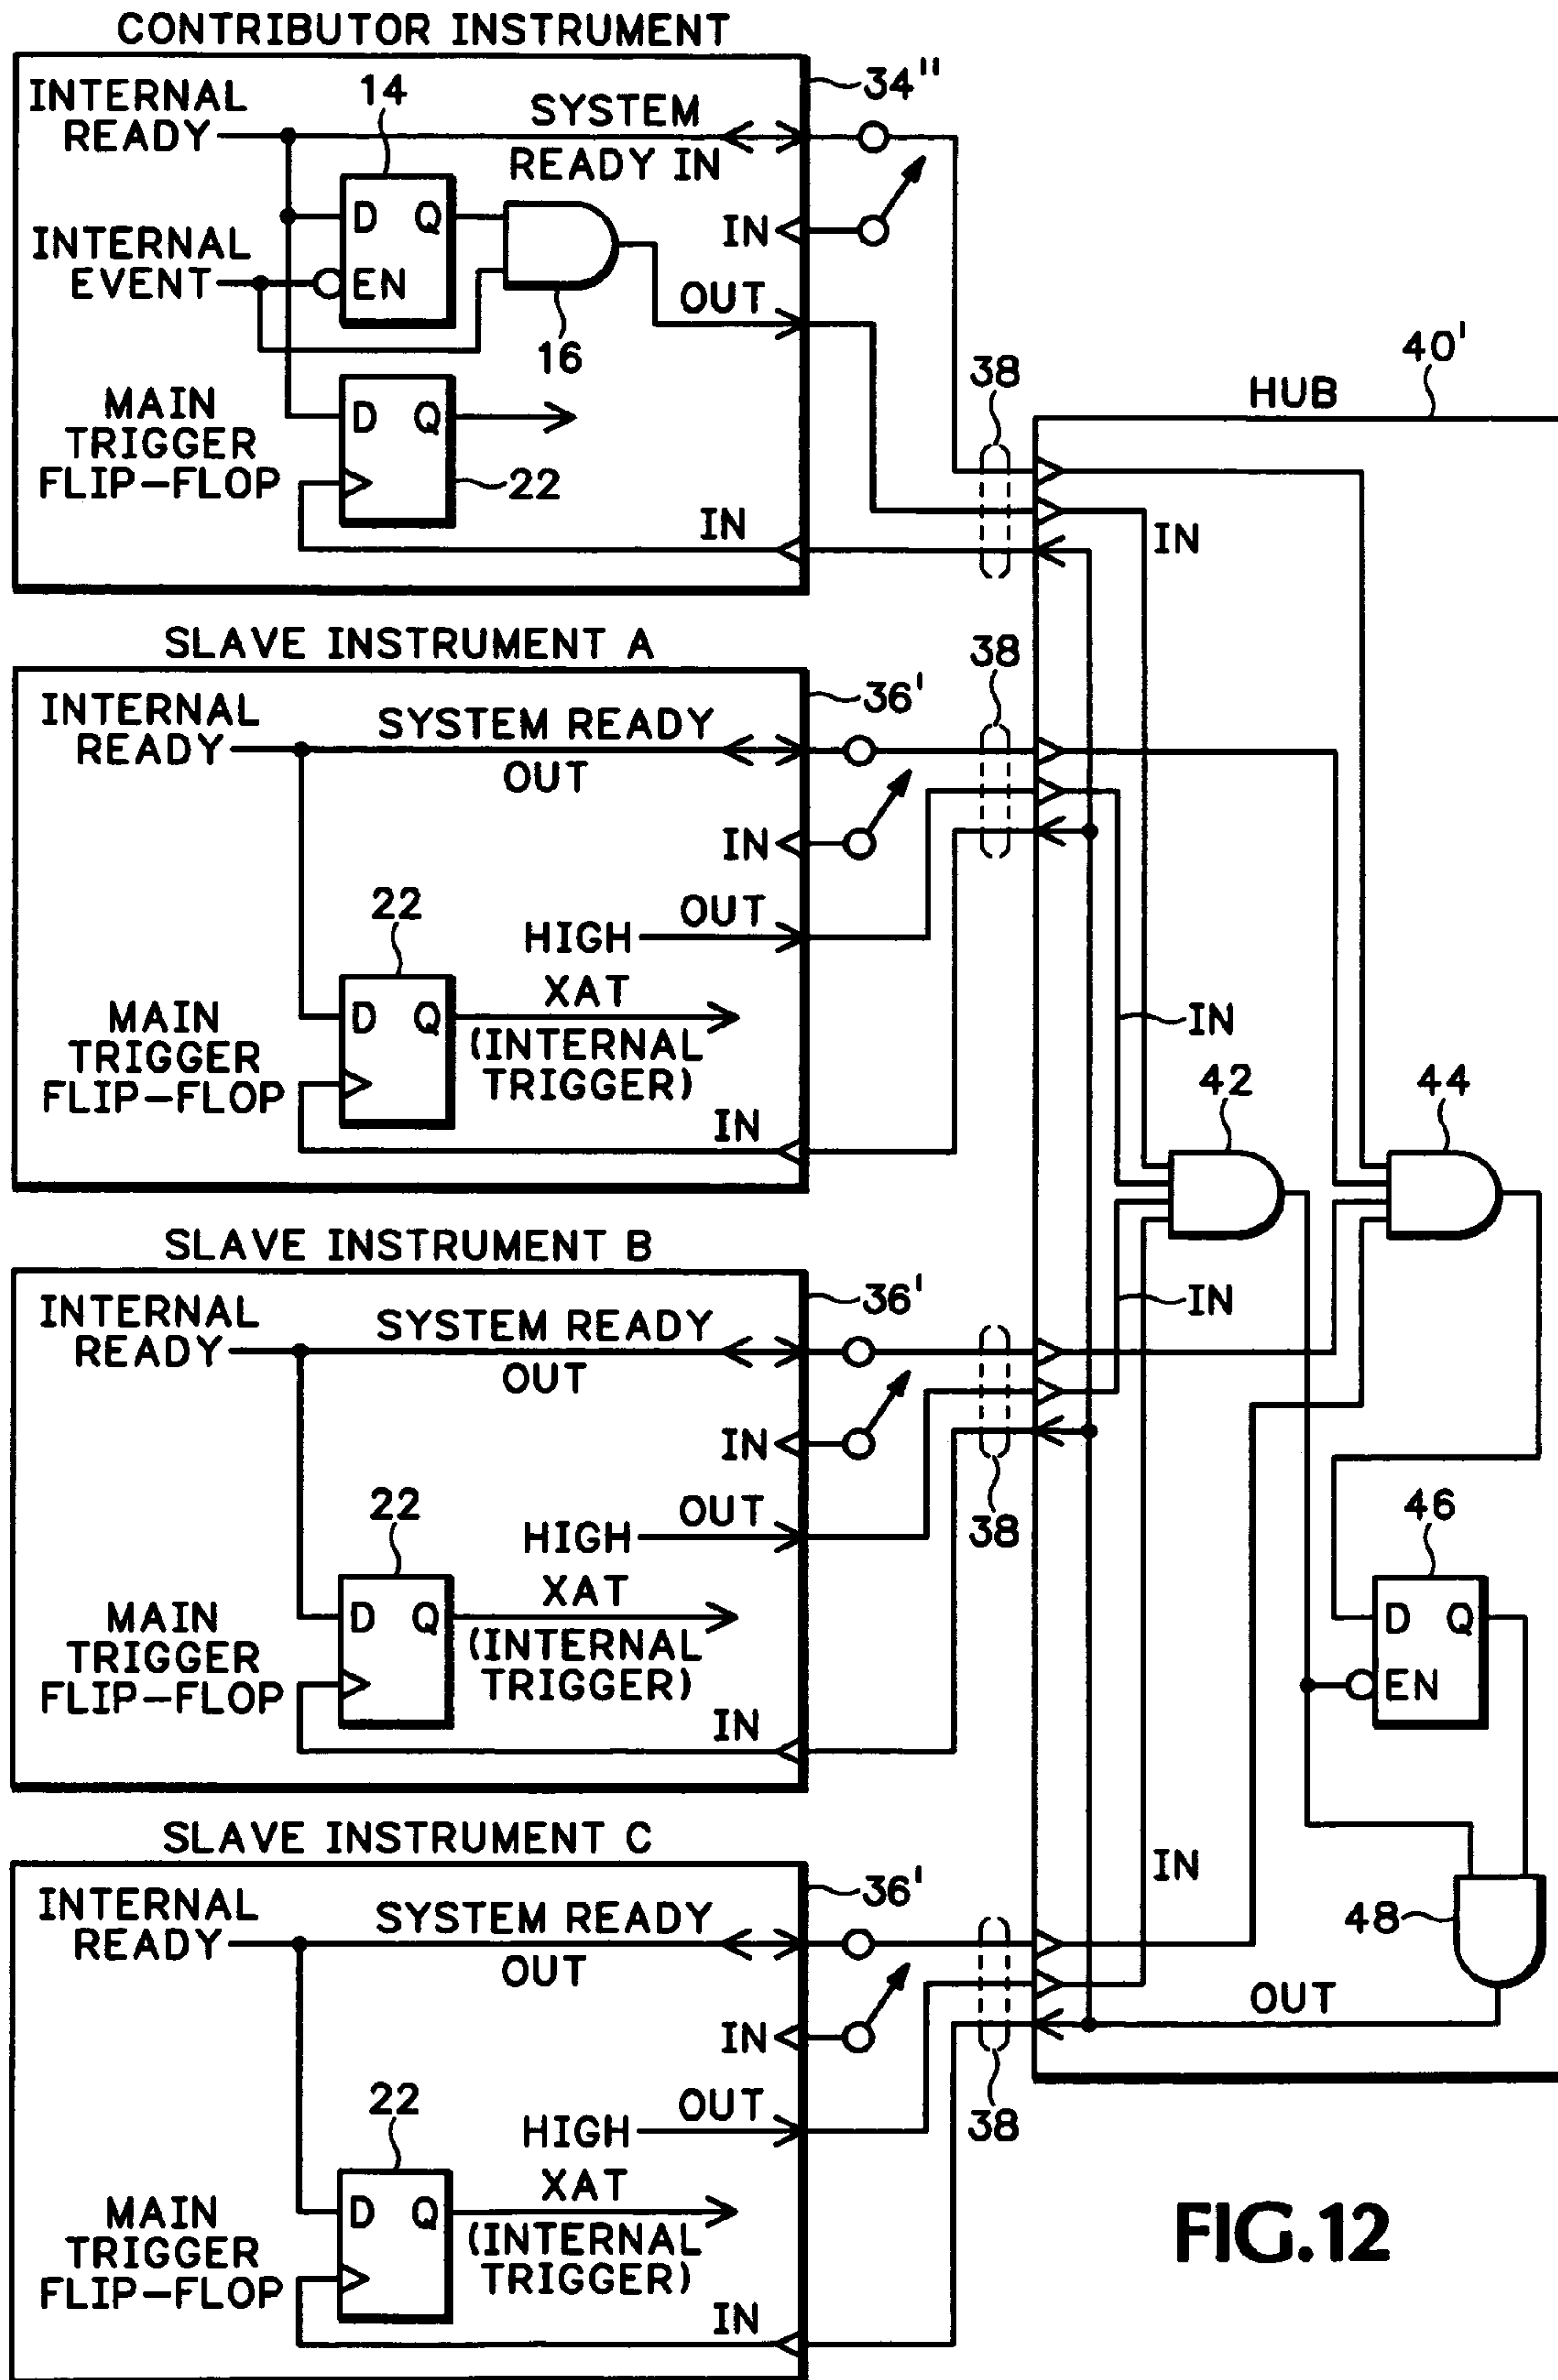 CONTRIBUTOR INSTRUMENT
34"
INTERNAL
READY
14
SYSTEM
READY IN
D Q
EN
INTERNAL
EVENT
IN
OUT
16
MAIN
TRIGGER
FLIP-FLOP
D Q
22
IN
38
HUB
40'
IN
SLAVE INSTRUMENT A
36'
38
INTERNAL
READY
SYSTEM READY
OUT
IN
OUT
HIGH
22
D Q
XAT
(INTERNAL
TRIGGER)
MAIN
TRIGGER
FLIP-FLOP
IN
IN
42
44
SLAVE INSTRUMENT B
36'
IN
INTERNAL
READY
SYSTEM READY
OUT
IN
OUT
HIGH
38
22
D Q
XAT
(INTERNAL
TRIGGER)
MAIN
TRIGGER
FLIP-FLOP
IN
46
D Q
EN
SLAVE INSTRUMENT C
36'
IN
48
INTERNAL
READY
SYSTEM READY
OUT
IN
OUT
OUT
HIGH
38
22
D Q
XAT
(INTERNAL
TRIGGER)
MAIN
TRIGGER
FLIP-FLOP
IN
FIG.12